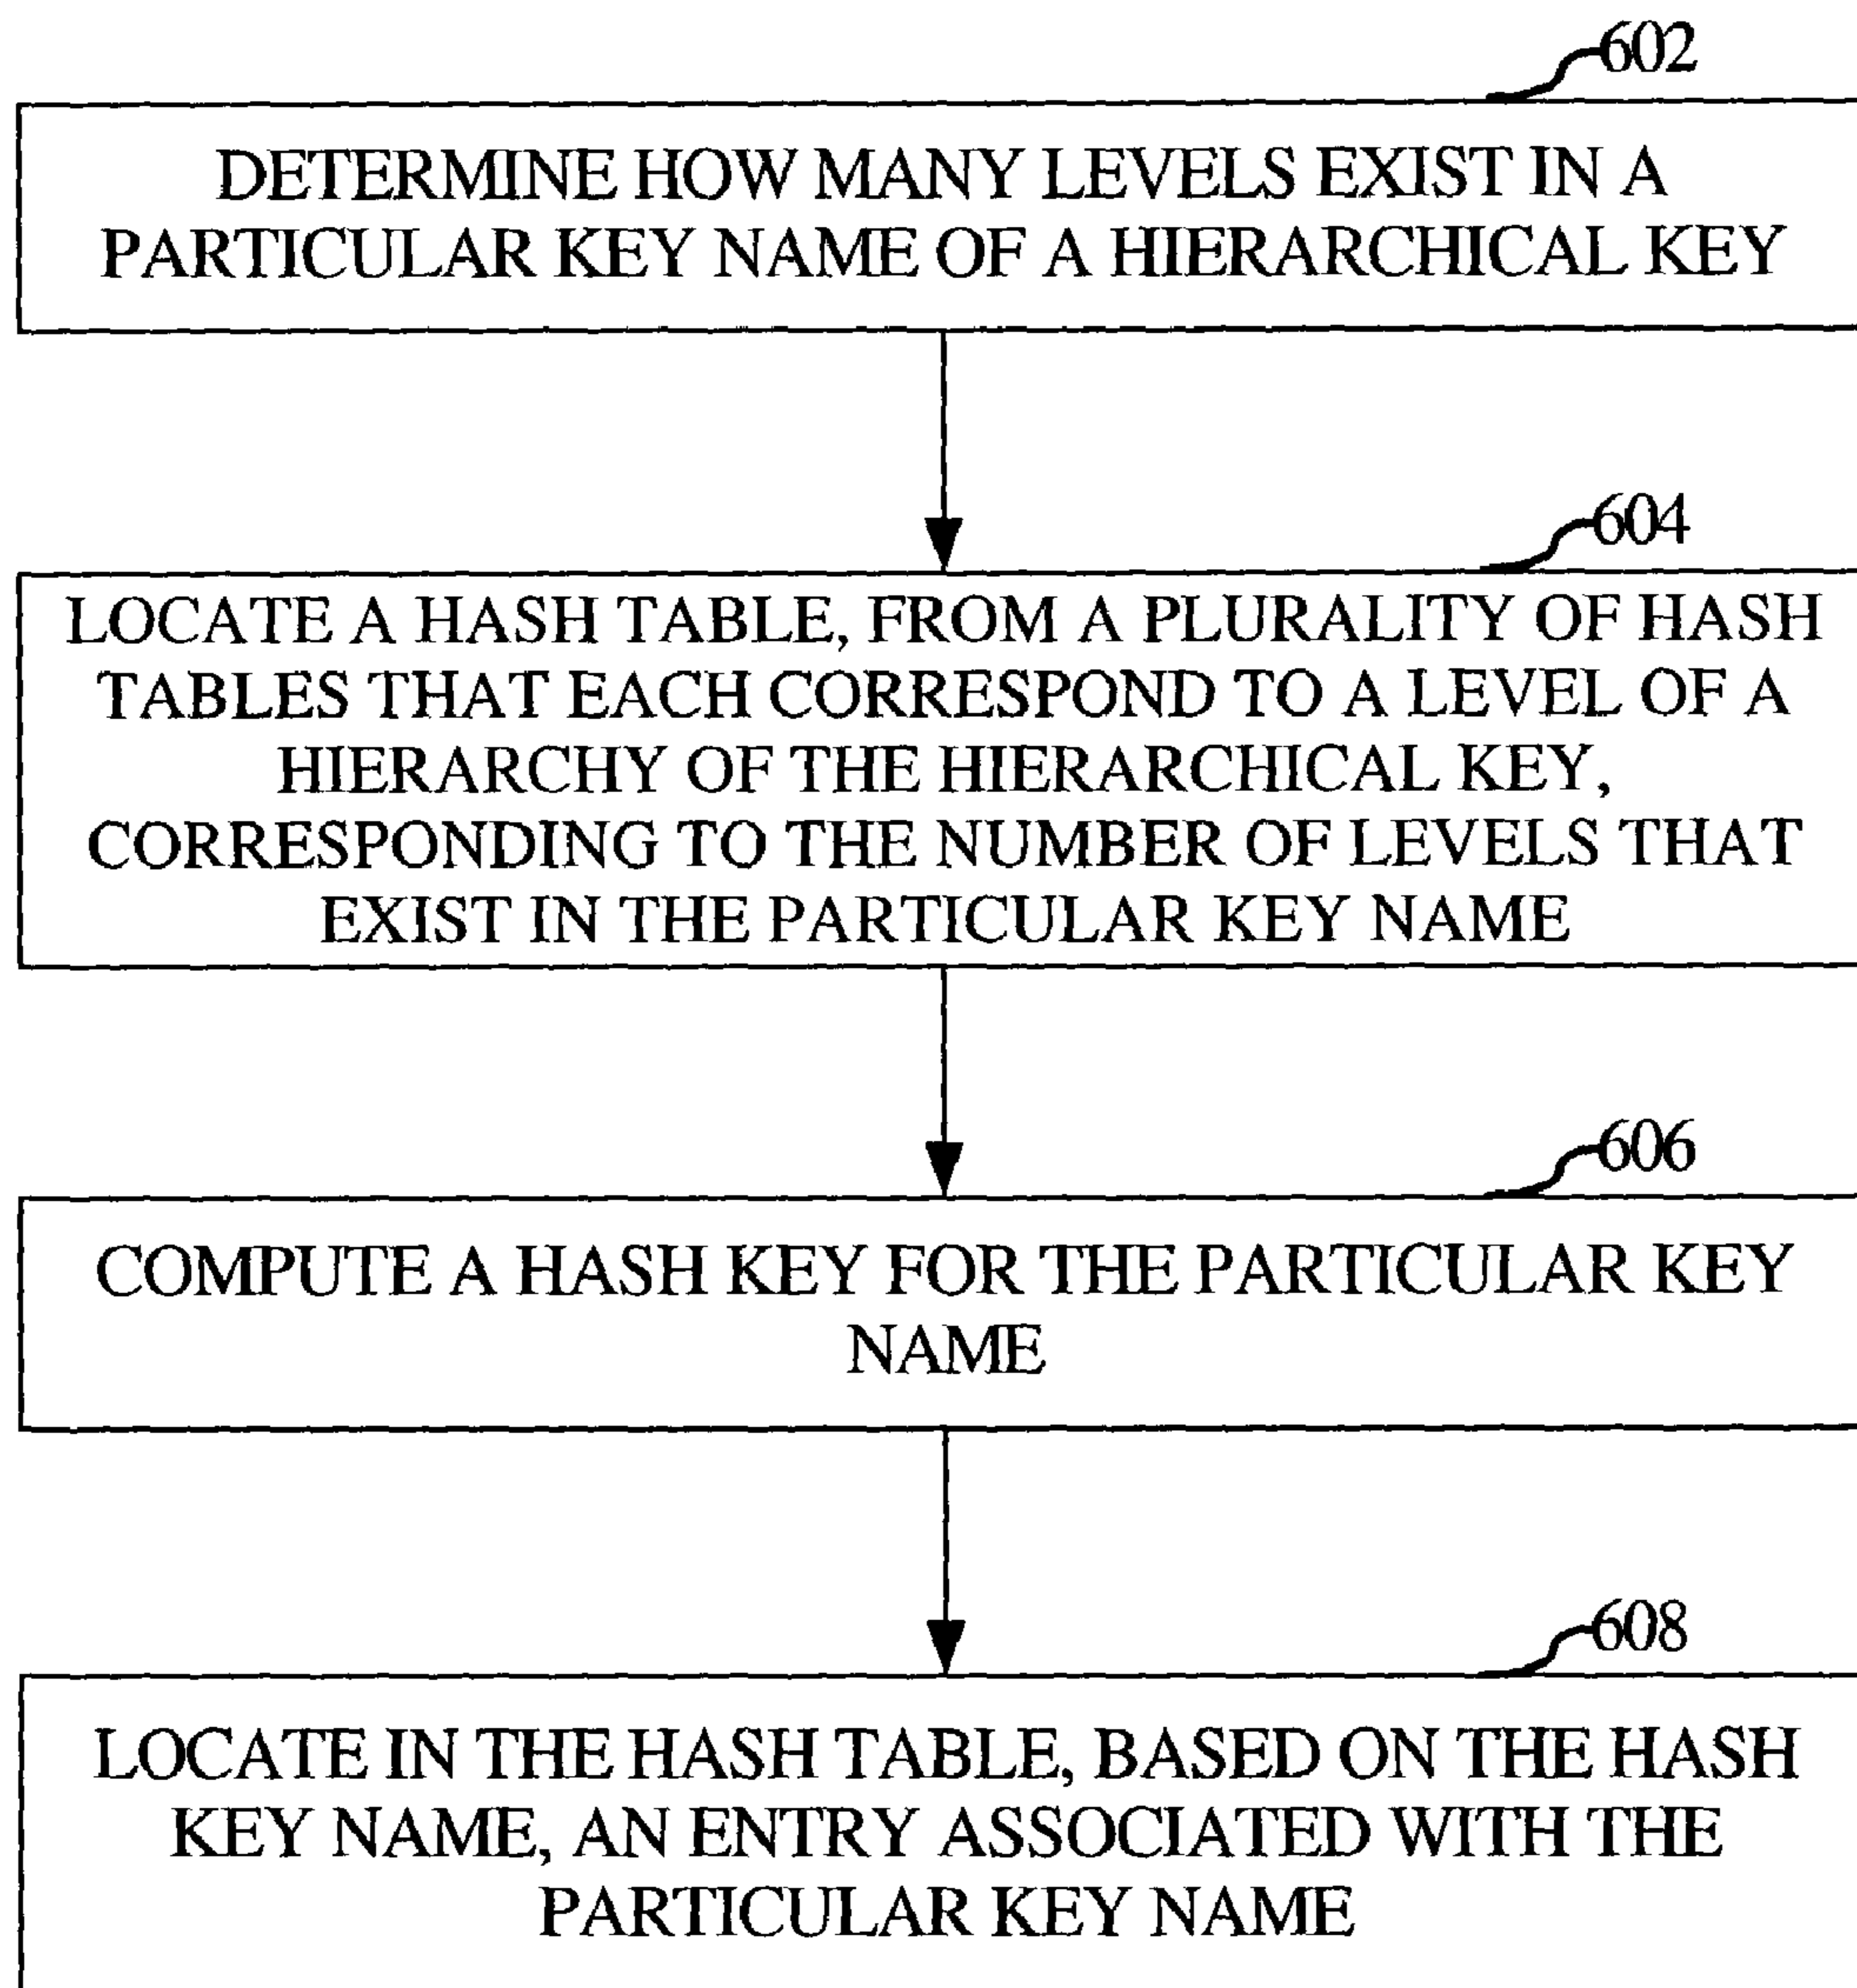 602
DETERMINE HOW MANY LEVELS EXIST IN A
PARTICULAR KEY NAME OF A HIERARCHICAL KEY
604
LOCATE A HASH TABLE, FROM A PLURALITY OF HASH
TABLES THAT EACH CORRESPOND TO A LEVEL OF A
HIERARCHY OF THE HIERARCHICAL KEY,
CORRESPONDING TO THE NUMBER OF LEVELS THAT
EXIST IN THE PARTICULAR KEY NAME
606
COMPUTE A HASH KEY FOR THE PARTICULAR KEY
NAME
608
LOCATE IN THE HASH TABLE, BASED ON THE HASH
KEY NAME, AN ENTRY ASSOCIATED WITH THE
PARTICULAR KEY NAME